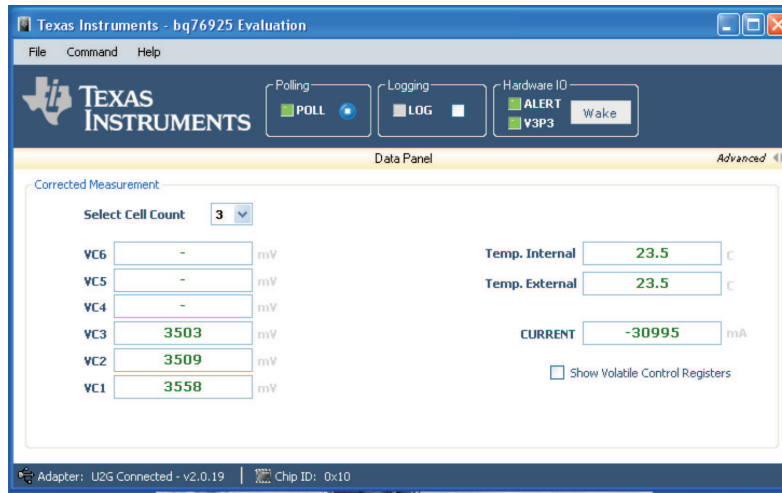 Texas Instruments - bq76925 Evaluation
File Command Help
TEXAS INSTRUMENTS
Polling
POLL
Logging
LOG
Hardware IO
ALERT
V3P3
Wake
Data Panel
Advanced
Corrected Measurement
Select Cell Count 3
VC6 - mV
VC5 - mV
VC4 - mV
VC3 3503 mV
VC2 3509 mV
VC1 3558 mV
Temp. Internal 23.5 C
Temp. External 23.5 C
CURRENT -30995 mA
Show Volatile Control Registers
Adapter: U2G Connected - v2.0.19 Chip ID: 0x10